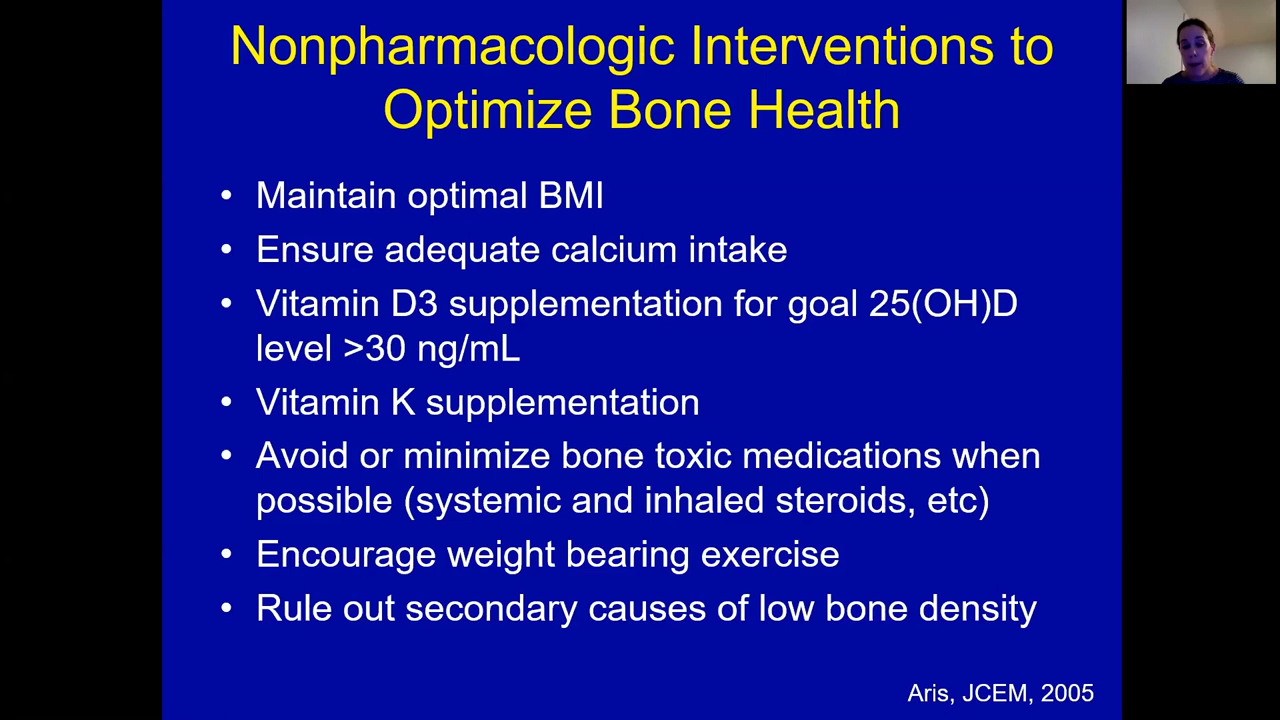 Nonpharmacologic Interventions to
Optimize Bone Health
• Maintain optimal BMI
• Ensure adequate calcium intake
• Vitamin D3 supplementation for goal 25(OH)D
level >30 ng/mL
• Vitamin K supplementation
• Avoid or minimize bone toxic medications when
possible (systemic and inhaled steroids, etc)
• Encourage weight bearing exercise
• Rule out secondary causes of low bone density
Aris, JCEM, 2005